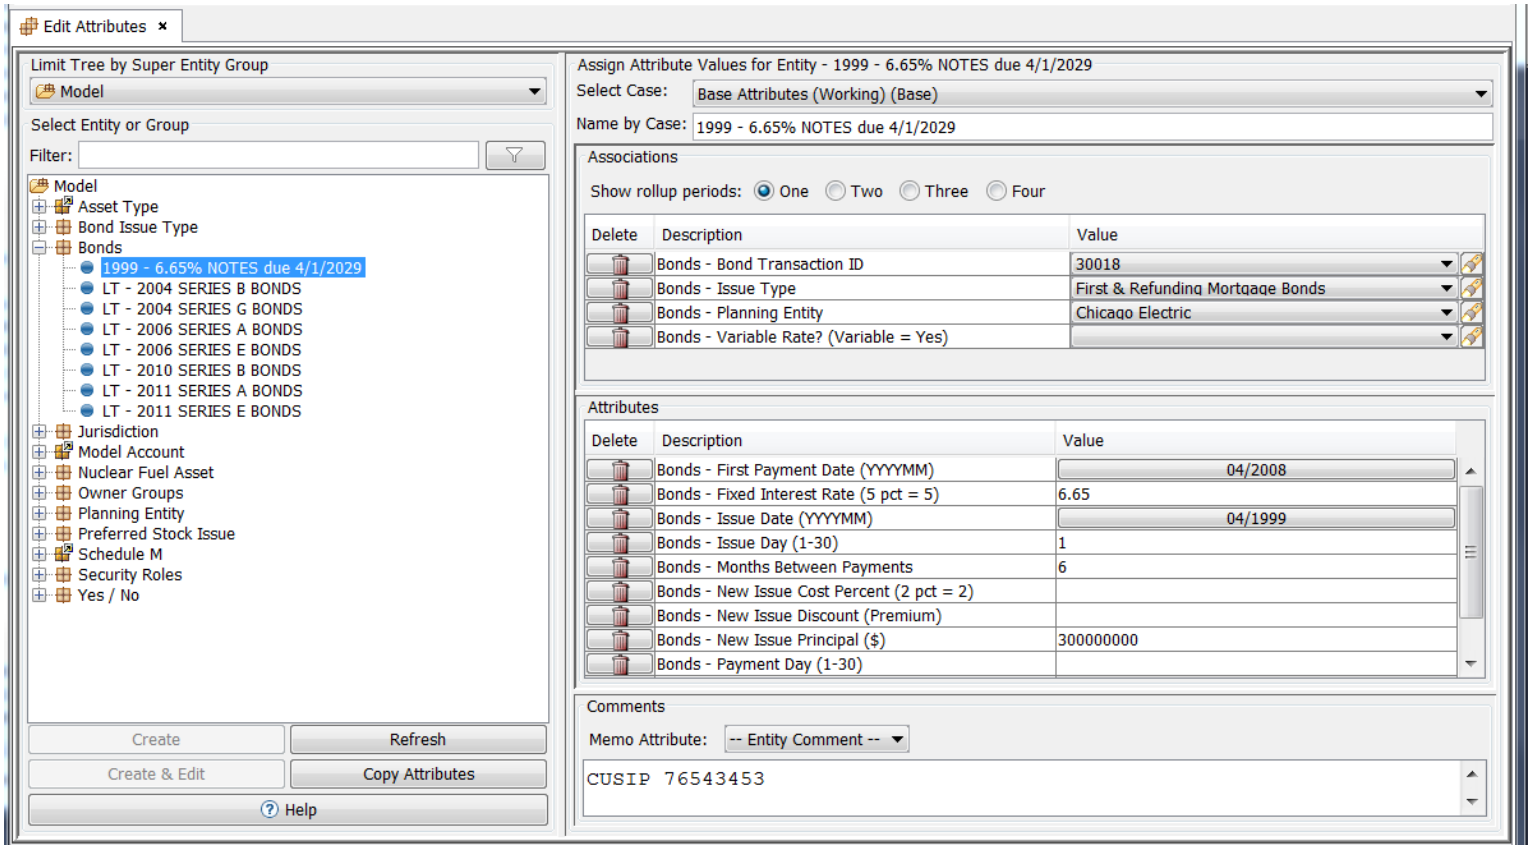 Edit Attributes ×
Limit Tree by Super Entity Group
Model
Select Entity or Group
Filter:
Model
Asset Type
Bond Issue Type
Bonds
1999 - 6.65% NOTES due 4/1/2029
LT - 2004 SERIES B BONDS
LT - 2004 SERIES G BONDS
LT - 2006 SERIES A BONDS
LT - 2006 SERIES E BONDS
LT - 2010 SERIES B BONDS
LT - 2011 SERIES A BONDS
LT - 2011 SERIES E BONDS
Jurisdiction
Model Account
Nuclear Fuel Asset
Owner Groups
Planning Entity
Preferred Stock Issue
Schedule M
Security Roles
Yes / No
Create Refresh
Create & Edit Copy Attributes
? Help
Assign Attribute Values for Entity - 1999 - 6.65% NOTES due 4/1/2029
Select Case: Base Attributes (Working) (Base)
Name by Case: 1999 - 6.65% NOTES due 4/1/2029
Associations
Show rollup periods: One Two Three Four
Delete Description Value
Bonds - Bond Transaction ID 30018
Bonds - Issue Type First & Refunding Mortgage Bonds
Bonds - Planning Entity Chicago Electric
Bonds - Variable Rate? (Variable = Yes)
Attributes
Delete Description Value
Bonds - First Payment Date (YYYYMM) 04/2008
Bonds - Fixed Interest Rate (5 pct = 5) 6.65
Bonds - Issue Date (YYYYMM) 04/1999
Bonds - Issue Day (1-30) 1
Bonds - Months Between Payments 6
Bonds - New Issue Cost Percent (2 pct = 2)
Bonds - New Issue Discount (Premium)
Bonds - New Issue Principal ($) 300000000
Bonds - Payment Day (1-30)
Comments
Memo Attribute: -- Entity Comment --
CUSIP 76543453